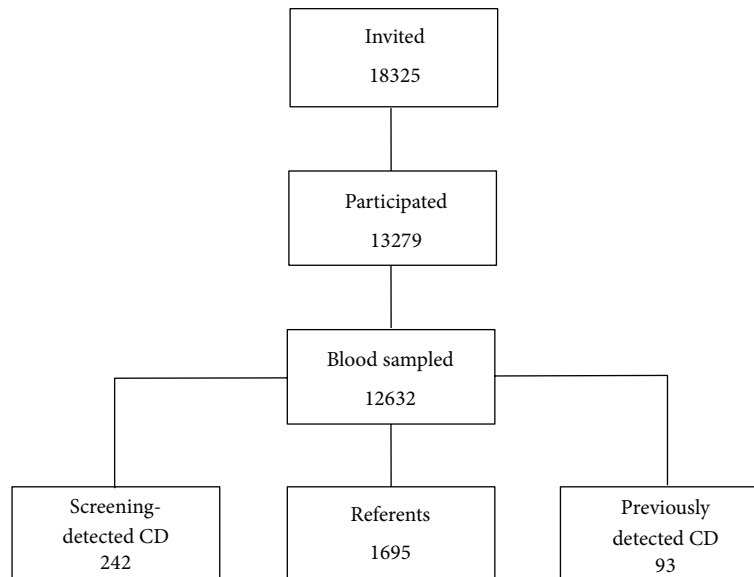 Invited
18325
Participated
13279
Blood sampled
12632
Screening-
detected CD
242
Referents
1695
Previously
detected CD
93